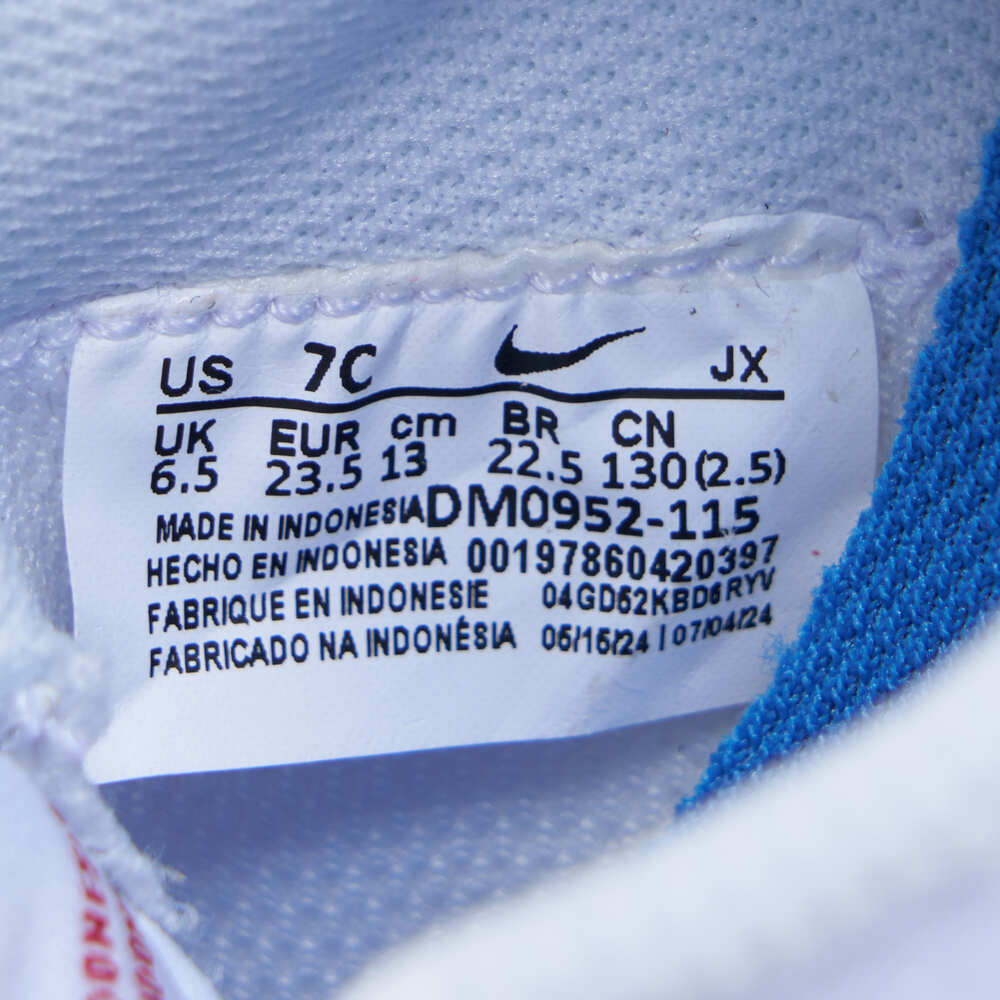 US 7C JX
UK EUR cm BR CN
6.5 23.5 13 22.5 130(2.5)
MADE IN INDONESIA DM0952-115
HECHO EN INDONESIA 00197860420397
FABRIQUE EN INDONESIE 04GD52KBD6RYV
FABRICADO NA INDONÉSIA 05/15/24 | 07/04/24